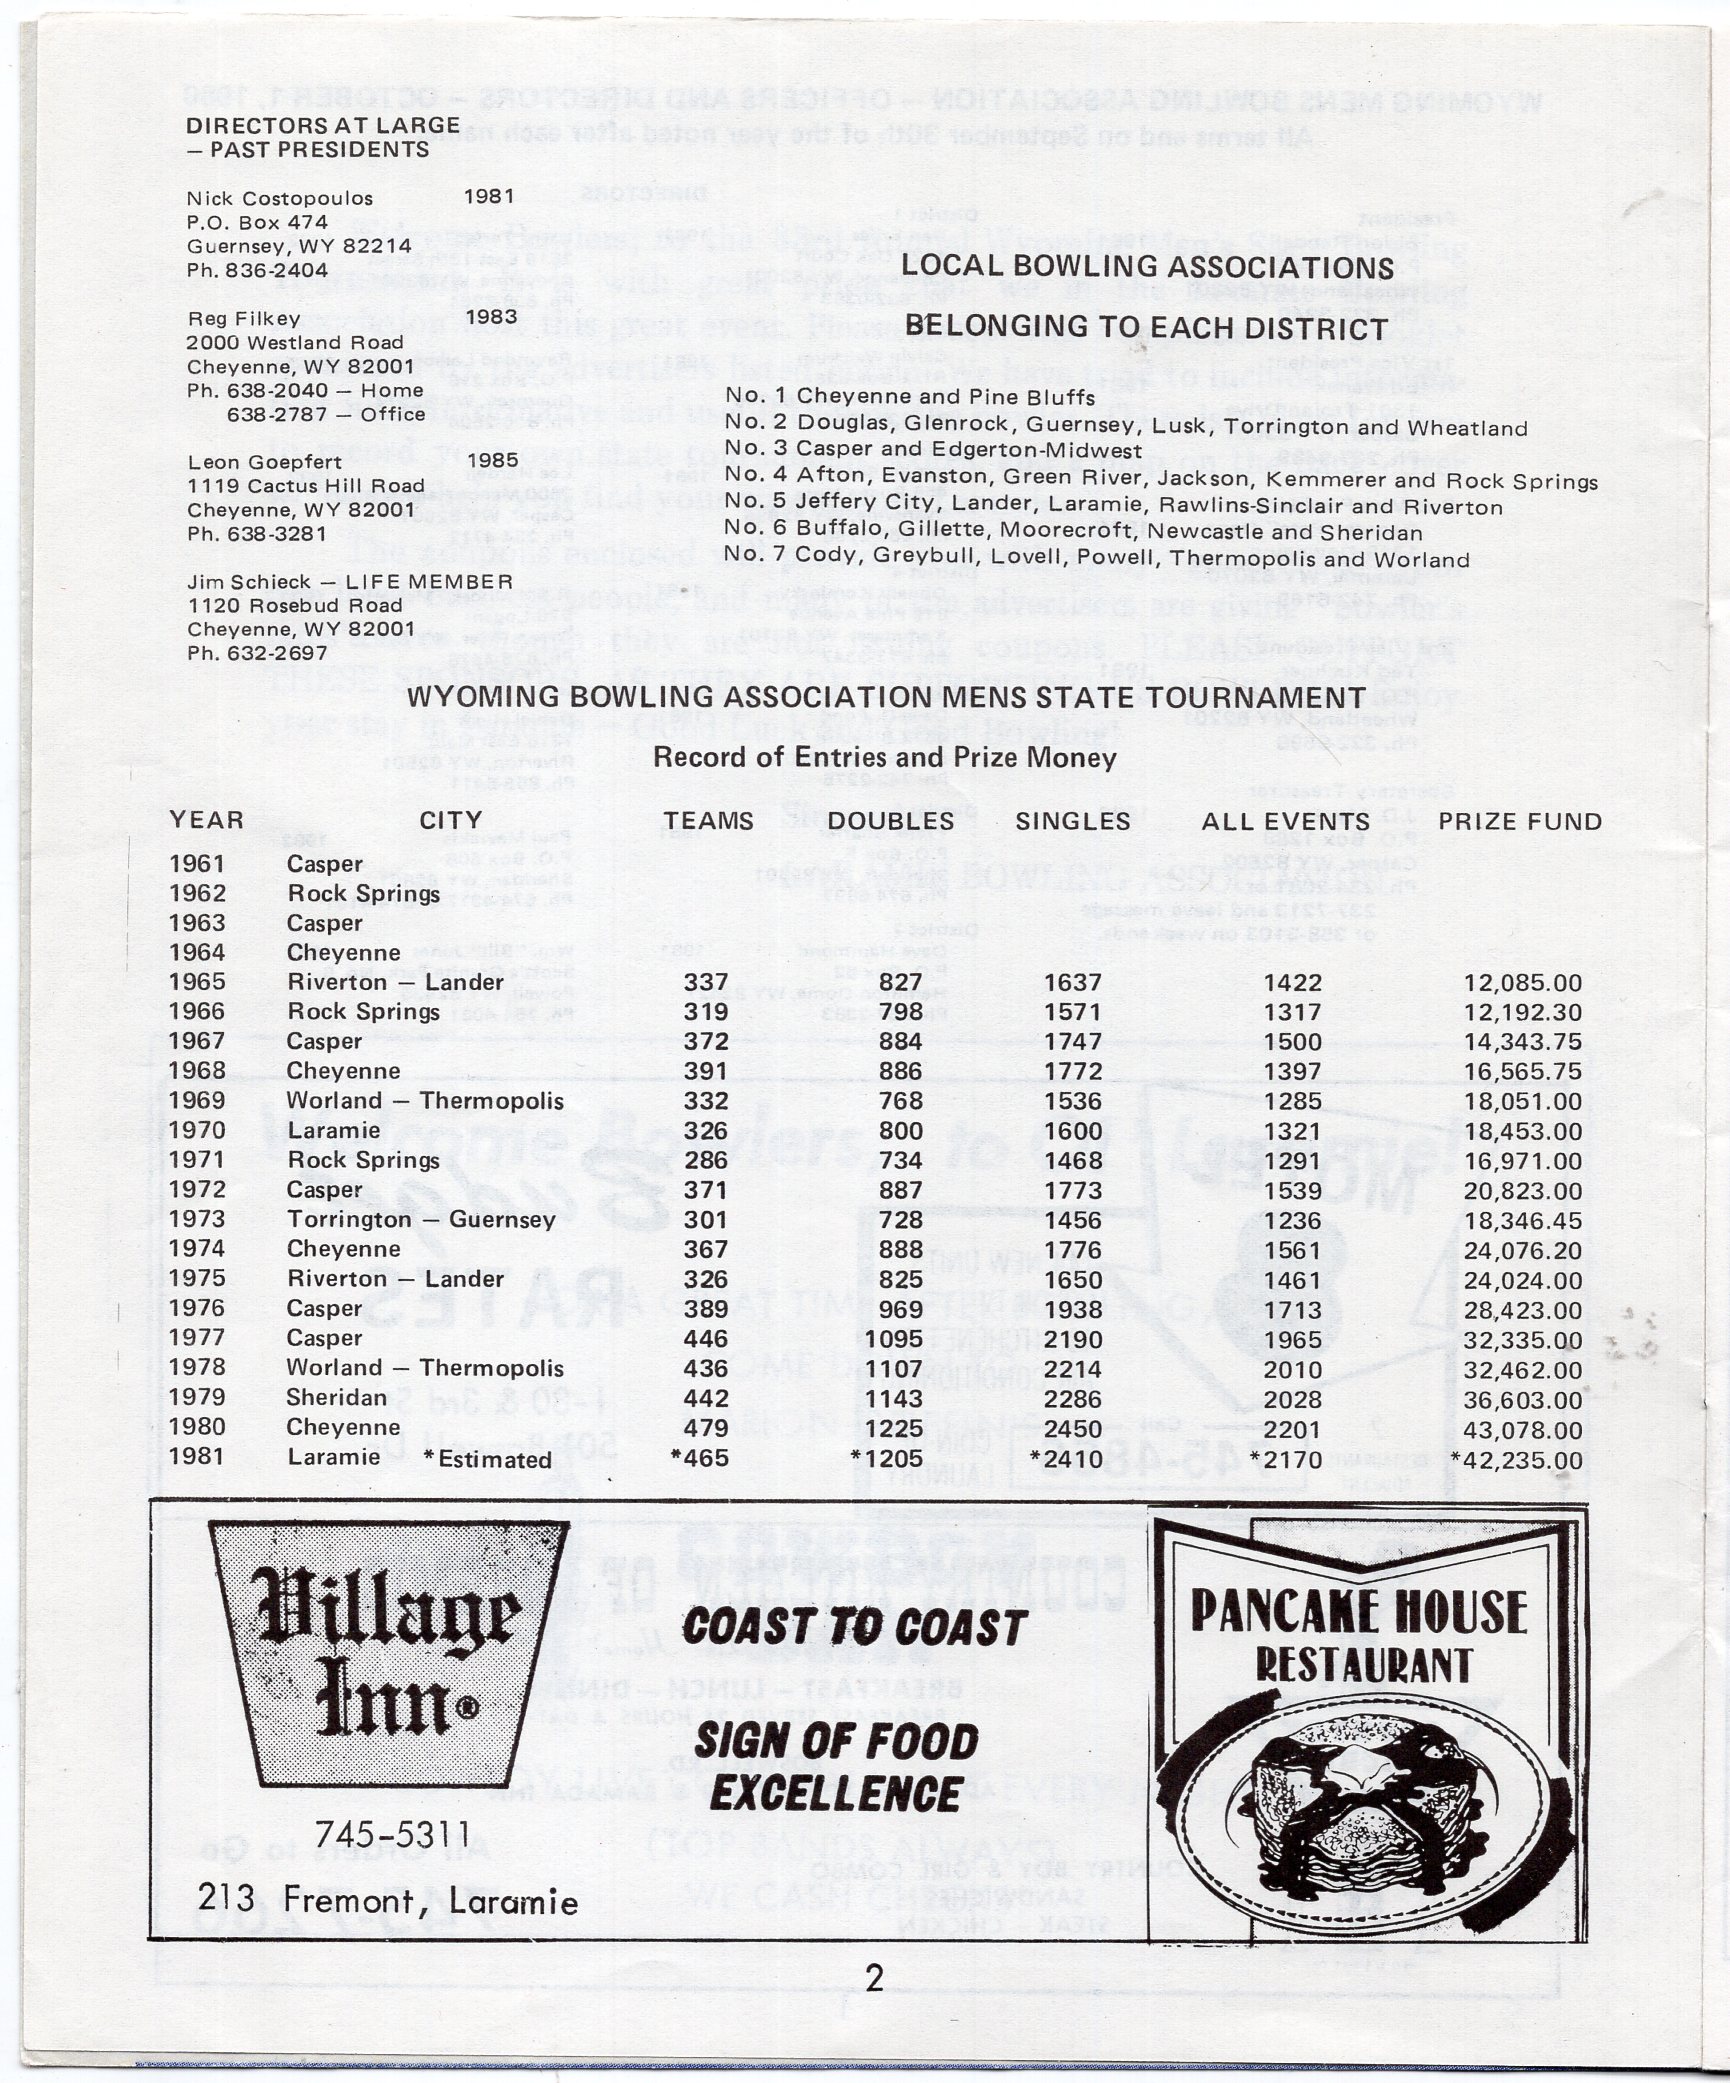 DIRECTORS AT LARGE
– PAST PRESIDENTS
Nick Costopoulos 1981
P.O. Box 474
Guernsey, WY 82214
Ph. 836-2404
Reg Filkey 1983
2000 Westland Road
Cheyenne, WY 82001
Ph. 638-2040 – Home
638-2787 – Office
Leon Goepfert 1985
1119 Cactus Hill Road
Cheyenne, WY 82001
Ph. 638-3281
Jim Schieck – LIFE MEMBER
1120 Rosebud Road
Cheyenne, WY 82001
Ph. 632-2697
LOCAL BOWLING ASSOCIATIONS
BELONGING TO EACH DISTRICT
No. 1 Cheyenne and Pine Bluffs
No. 2 Douglas, Glenrock, Guernsey, Lusk, Torrington and Wheatland
No. 3 Casper and Edgerton-Midwest
No. 4 Afton, Evanston, Green River, Jackson, Kemmerer and Rock Springs
No. 5 Jeffery City, Lander, Laramie, Rawlins-Sinclair and Riverton
No. 6 Buffalo, Gillette, Moorecroft, Newcastle and Sheridan
No. 7 Cody, Greybull, Lovell, Powell, Thermopolis and Worland
WYOMING BOWLING ASSOCIATION MENS STATE TOURNAMENT
Record of Entries and Prize Money
YEAR CITY TEAMS DOUBLES SINGLES ALL EVENTS PRIZE FUND
1961 Casper
1962 Rock Springs
1963 Casper
1964 Cheyenne
1965 Riverton – Lander 337 827 1637 1422 12,085.00
1966 Rock Springs 319 798 1571 1317 12,192.30
1967 Casper 372 884 1747 1500 14,343.75
1968 Cheyenne 391 886 1772 1397 16,565.75
1969 Worland – Thermopolis 332 768 1536 1285 18,051.00
1970 Laramie 326 800 1600 1321 18,453.00
1971 Rock Springs 286 734 1468 1291 16,971.00
1972 Casper 371 887 1773 1539 20,823.00
1973 Torrington – Guernsey 301 728 1456 1236 18,346.45
1974 Cheyenne 367 888 1776 1561 24,076.20
1975 Riverton – Lander 326 825 1650 1461 24,024.00
1976 Casper 389 969 1938 1713 28,423.00
1977 Casper 446 1095 2190 1965 32,335.00
1978 Worland – Thermopolis 436 1107 2214 2010 32,462.00
1979 Sheridan 442 1143 2286 2028 36,603.00
1980 Cheyenne 479 1225 2450 2201 43,078.00
1981 Laramie *Estimated *465 *1205 *2410 *2170 *42,235.00
Village
Inn®
745-5311
213 Fremont, Laramie
COAST TO COAST
SIGN OF FOOD
EXCELLENCE
PANCAKE HOUSE
RESTAURANT
2